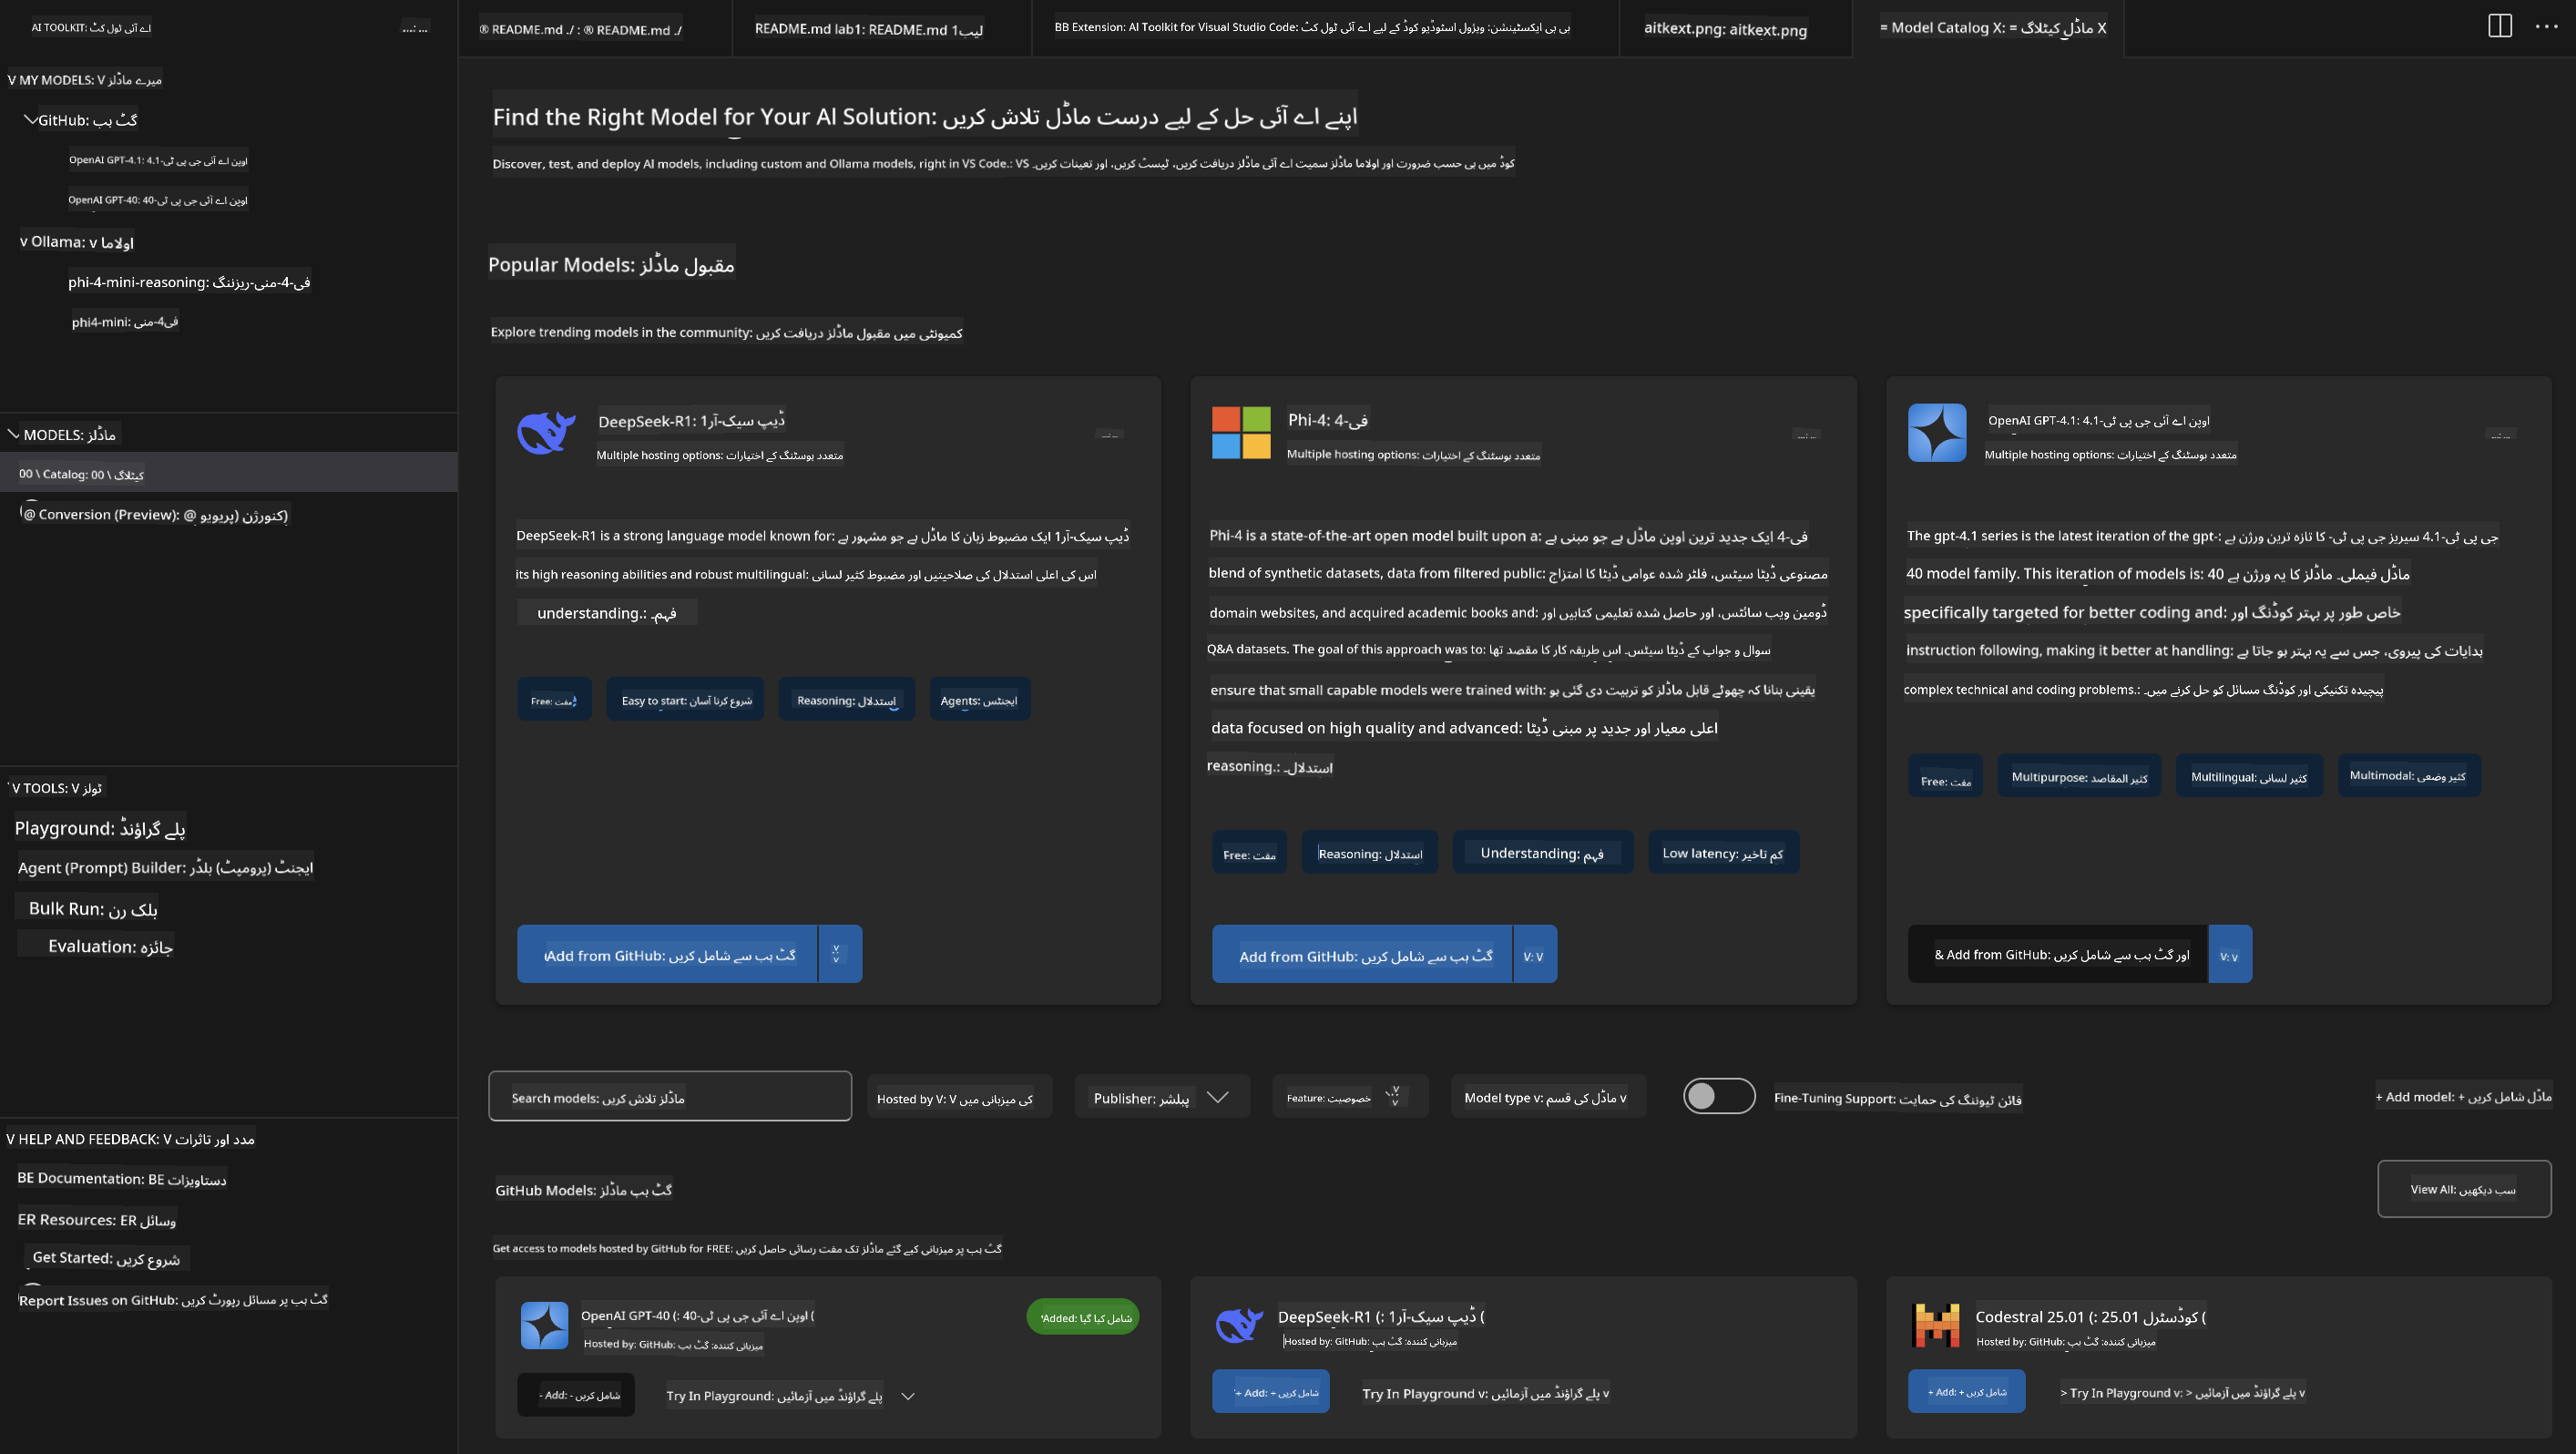 AI TOOLKIT: اے آئی ٹول کٹ
V MY MODELS: V میرے ماڈلز
GitHub: گٹ ہب
OpenAI GPT-4.1: 4.1-اوپن اے آئی جی پی ٹی
OpenAI GPT-40: 40-اوپن اے آئی جی پی ٹی
v Ollama: v اولاما
phi-4-mini-reasoning: فی-4-منی-ریزننگ
phi4-mini: فی4-منی
MODELS: ماڈلز
00 \ Catalog: 00 \ کیٹلاگ
@ Conversion (Preview): @ کنورژن (پریویو)
V TOOLS: V ٹولز
Playground: پلے گراؤنڈ
Agent (Prompt) Builder: ایجنٹ (پرومپٹ) بلڈر
Bulk Run: بلک رن
Evaluation: جائزہ
V HELP AND FEEDBACK: V مدد اور تاثرات
BE Documentation: BE دستاویزات
ER Resources: ER وسائل
Get Started: شروع کریں
Report Issues on GitHub: گٹ ہب پر مسائل رپورٹ کریں
® README.md ./ : ® README.md ./
README.md lab1: README.md لیب1
BB Extension: AI Toolkit for Visual Studio Code: بی بی ایکسٹینشن: ویژول اسٹوڈیو کوڈ کے لیے اے آئی ٹول کٹ
aitkext.png: aitkext.png
= Model Catalog X: = ماڈل کیٹلاگ X
Find the Right Model for Your Al Solution: اپنے اے آئی حل کے لیے درست ماڈل تلاش کریں
Discover, test, and deploy AI models, including custom and Ollama models, right in VS Code.: VS کوڈ میں ہی حسب ضرورت اور اولاما ماڈلز سمیت اے آئی ماڈلز دریافت کریں، ٹیسٹ کریں، اور تعینات کریں۔
Popular Models: مقبول ماڈلز
Explore trending models in the community: کمیونٹی میں مقبول ماڈلز دریافت کریں
DeepSeek-R1: ڈیپ سیک-آر1
Multiple hosting options: متعدد ہوسٹنگ کے اختیارات
DeepSeek-R1 is a strong language model known for: ڈیپ سیک-آر1 ایک مضبوط زبان کا ماڈل ہے جو مشہور ہے
its high reasoning abilities and robust multilingual: اس کی اعلی استدلال کی صلاحیتیں اور مضبوط کثیر لسانی
understanding.: فہم۔
Free: مفت
Easy to start: شروع کرنا آسان
Reasoning: استدلال
Agents: ایجنٹس
Add from GitHub: گٹ ہب سے شامل کریں
Phi-4: فی-4
Multiple hosting options: متعدد ہوسٹنگ کے اختیارات
Phi-4 is a state-of-the-art open model built upon a: فی-4 ایک جدید ترین اوپن ماڈل ہے جو مبنی ہے
blend of synthetic datasets, data from filtered public: مصنوعی ڈیٹا سیٹس، فلٹر شدہ عوامی ڈیٹا کا امتزاج
domain websites, and acquired academic books and: ڈومین ویب سائٹس، اور حاصل شدہ تعلیمی کتابیں اور
Q&A datasets. The goal of this approach was to: سوال و جواب کے ڈیٹا سیٹس۔ اس طریقہ کار کا مقصد تھا
ensure that small capable models were trained with: یقینی بنانا کہ چھوٹے قابل ماڈلز کو تربیت دی گئی ہو
data focused on high quality and advanced: اعلی معیار اور جدید پر مبنی ڈیٹا
reasoning.: استدلال۔
Free: مفت
Reasoning: استدلال
Understanding: فہم
Low latency: کم تاخیر
Add from GitHub: گٹ ہب سے شامل کریں
V: V
OpenAI GPT-4.1: 4.1-اوپن اے آئی جی پی ٹی
Multiple hosting options: متعدد ہوسٹنگ کے اختیارات
The gpt-4.1 series is the latest iteration of the gpt-: جی پی ٹی-4.1 سیریز جی پی ٹی- کا تازہ ترین ورژن ہے
40 model family. This iteration of models is: 40 ماڈل فیملی۔ ماڈلز کا یہ ورژن ہے
specifically targeted for better coding and: خاص طور پر بہتر کوڈنگ اور
instruction following, making it better at handling: ہدایات کی پیروی، جس سے یہ بہتر ہو جاتا ہے
complex technical and coding problems.: پیچیدہ تکنیکی اور کوڈنگ مسائل کو حل کرنے میں۔
Free: مفت
Multipurpose: کثیر المقاصد
Multilingual: کثیر لسانی
Multimodal: کثیر وضعی
& Add from GitHub: اور گٹ ہب سے شامل کریں
V: v
Search models: ماڈلز تلاش کریں
Hosted by V: V کی میزبانی میں
Publisher: پبلشر
Feature: خصوصیت
Model type v: ماڈل کی قسم v
Fine-Tuning Support: فائن ٹیوننگ کی حمایت
+ Add model: + ماڈل شامل کریں
GitHub Models: گٹ ہب ماڈلز
View All: سب دیکھیں
Get access to models hosted by GitHub for FREE: گٹ ہب پر میزبانی کیے گئے ماڈلز تک مفت رسائی حاصل کریں
OpenAI GPT-40 (: 40-اوپن اے آئی جی پی ٹی (
Added: شامل کیا گیا
Hosted by: GitHub: میزبانی کنندہ: گٹ ہب
- Add: - شامل کریں
Try In Playground: پلے گراؤنڈ میں آزمائیں
DeepSeek-R1 (: ڈیپ سیک-آر1 (
Hosted by: GitHub: میزبانی کنندہ: گٹ ہب
+ Add: + شامل کریں
Try In Playground v: پلے گراؤنڈ میں آزمائیں v
Codestral 25.01 (: 25.01 کوڈسٹرل (
Hosted by: GitHub: میزبانی کنندہ: گٹ ہب
+ Add: + شامل کریں
> Try In Playground v: > پلے گراؤنڈ میں آزمائیں v